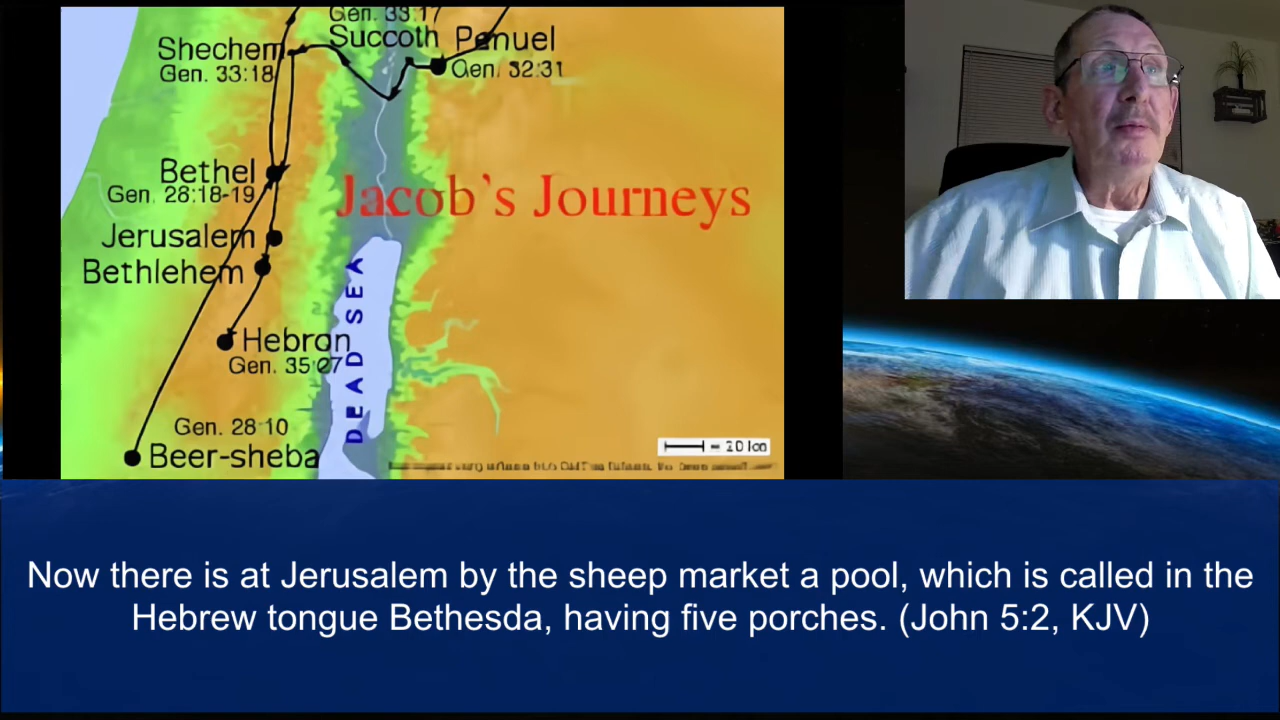 Gen. 33:17
Succoth
Penuel
Gen. 32:31
Shechem
Gen. 33:18
Bethel
Gen. 28:18-19
Jacob's Journeys
Jerusalem
Bethlehem
DEAD SEA
Hebron
Gen. 35:27
Gen. 28:10
Beer-sheba
Now there is at Jerusalem by the sheep market a pool, which is called in the
Hebrew tongue Bethesda, having five porches. (John 5:2, KJV)